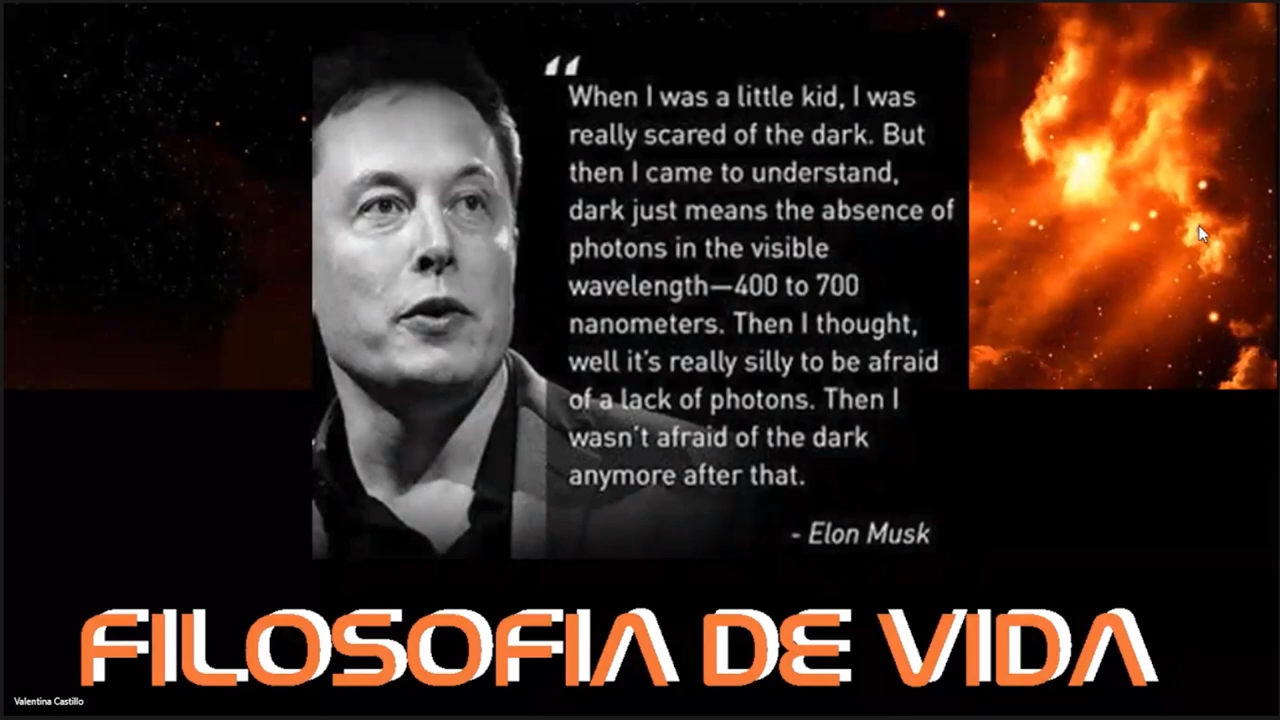 “
When I was a little kid, I was
really scared of the dark. But
then I came to understand,
dark just means the absence of
photons in the visible
wavelength—400 to 700
nanometers. Then I thought,
well it's really silly to be afraid
of a lack of photons. Then I
wasn't afraid of the dark
anymore after that.
- Elon Musk
FILOSOFIA DE VIDA
Valentina Castillo